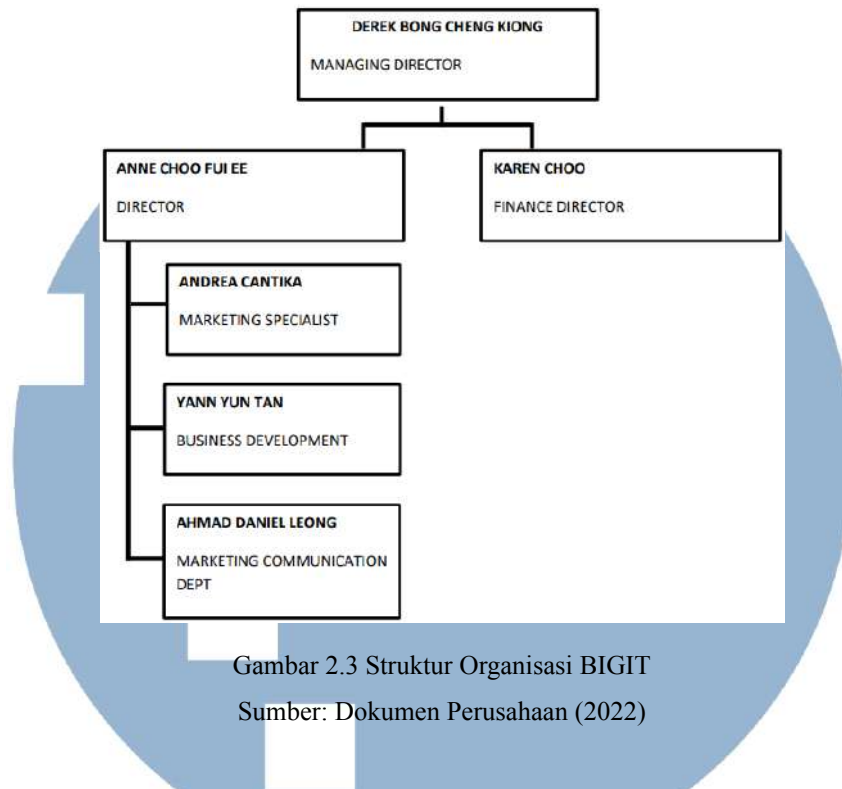 DEREK BONG CHENG KIONG
MANAGING DIRECTOR
ANNE CHOO FUI EE
DIRECTOR
KAREN CHOO
FINANCE DIRECTOR
ANDREA CANTIKA
MARKETING SPECIALIST
YANN YUN TAN
BUSINESS DEVELOPMENT
AHMAD DANIEL LEONG
MARKETING COMMUNICATION
DEPT
Gambar 2.3 Struktur Organisasi BIGIT
Sumber: Dokumen Perusahaan (2022)